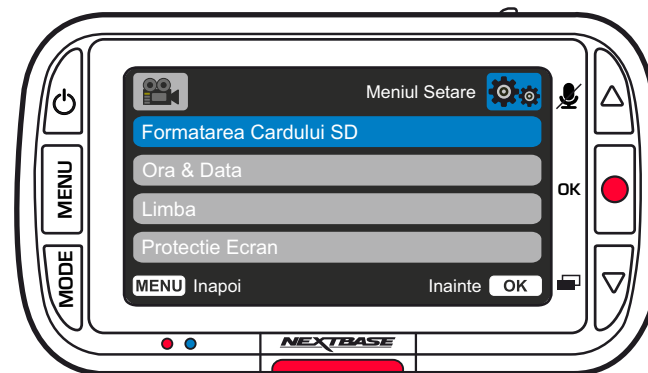 Meniul Setare
Formatarea Cardului SD
Ora & Data
Limba
Protectie Ecran
MENU Inapoi
Inainte OK
MENU
MODE
OK
NEXTBASE